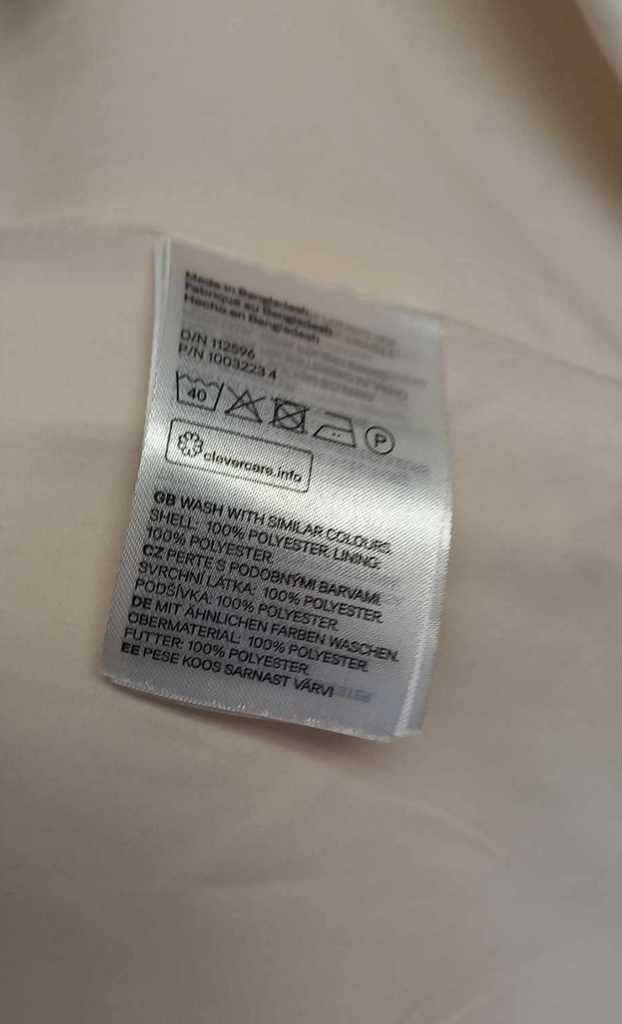 Made in Bangladesh
Fabriqué au Bangladesh
Hecho en Bangladesh
O/N 112596
P/N 10032234
40
P
clevercare.info
GB WASH WITH SIMILAR COLOURS.
SHELL: 100% POLYESTER. LINING:
100% POLYESTER.
CZ PERTE S PODOBNÝMI BARVAMI.
SVRCHNÍ LÁTKA: 100% POLYESTER.
PODŠÍVKA: 100% POLYESTER.
DE MIT ÄHNLICHEN FARBEN WASCHEN.
OBERMATERIAL: 100% POLYESTER.
FUTTER: 100% POLYESTER.
EE PESE KOOS SARNAST VÄRVI